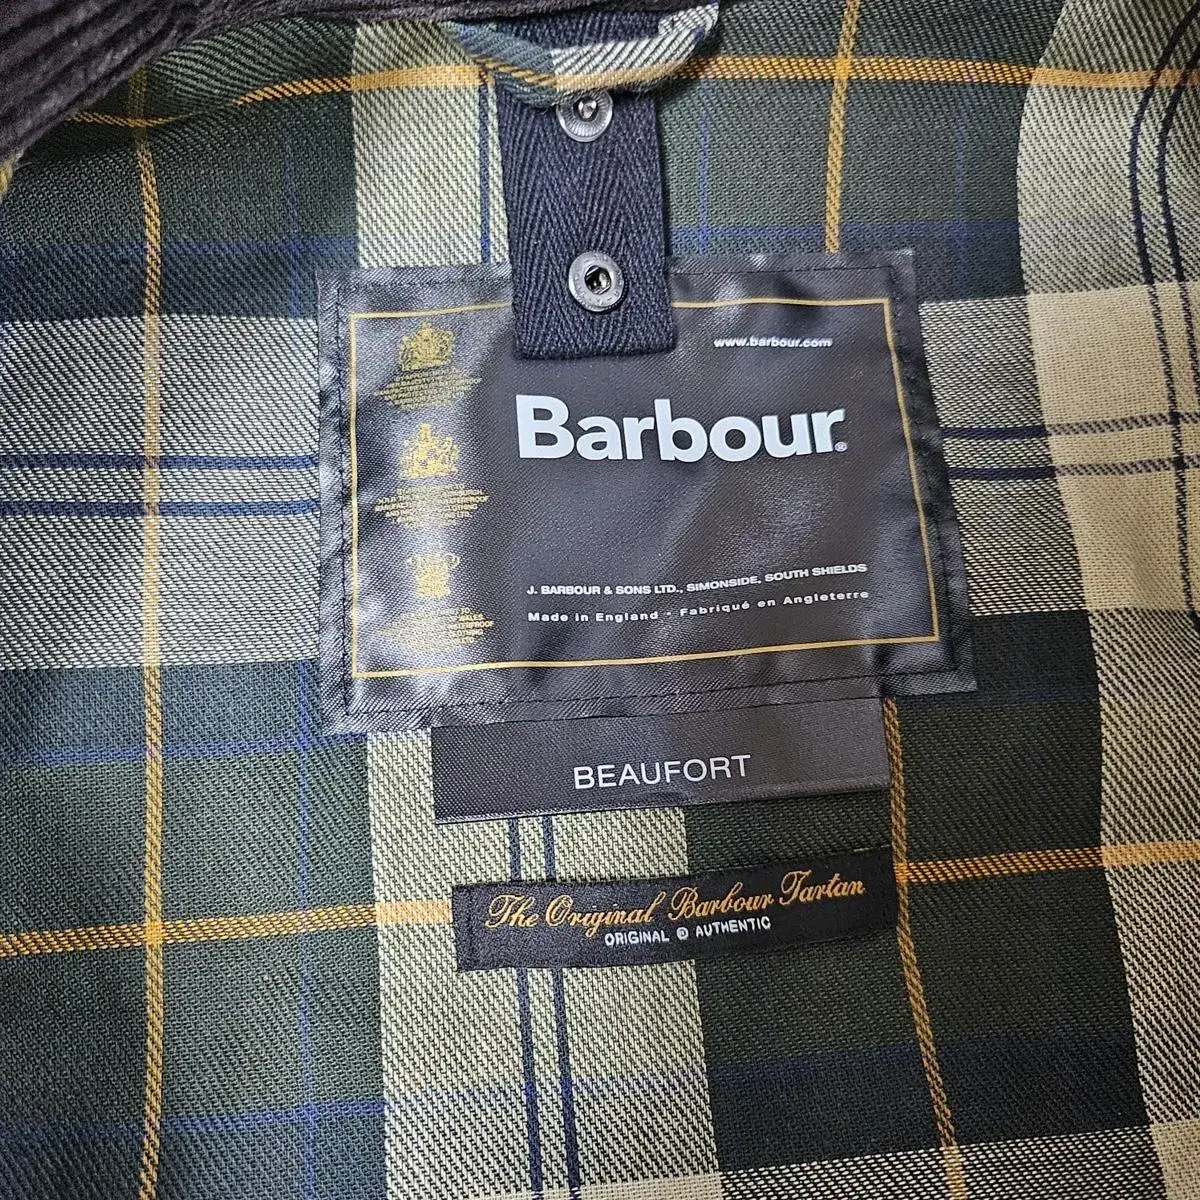 www.barbour.com
Barbour®
J. BARBOUR & SONS LTD., SIMONSIDE, SOUTH SHIELDS
Made in England - Fabriqué en Angleterre
BEAUFORT
The Original Barbour Tartan
ORIGINAL @ AUTHENTIC